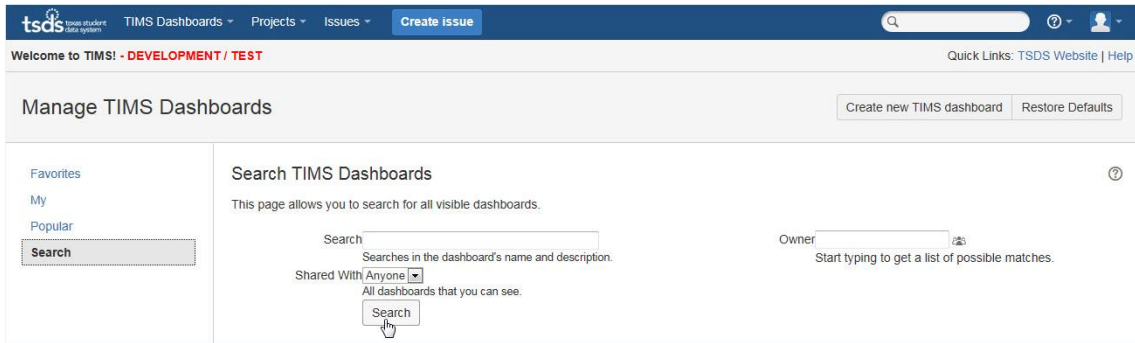 tsds texas student data system TIMS Dashboards Projects Issues Create issue
Welcome to TIMS! - DEVELOPMENT / TEST Quick Links: TSDS Website | Help
Manage TIMS Dashboards Create new TIMS dashboard Restore Defaults
Favorites
My
Popular
Search
Search TIMS Dashboards
This page allows you to search for all visible dashboards.
Search
Searches in the dashboard's name and description.
Owner
Start typing to get a list of possible matches.
Shared With Anyone
All dashboards that you can see.
Search